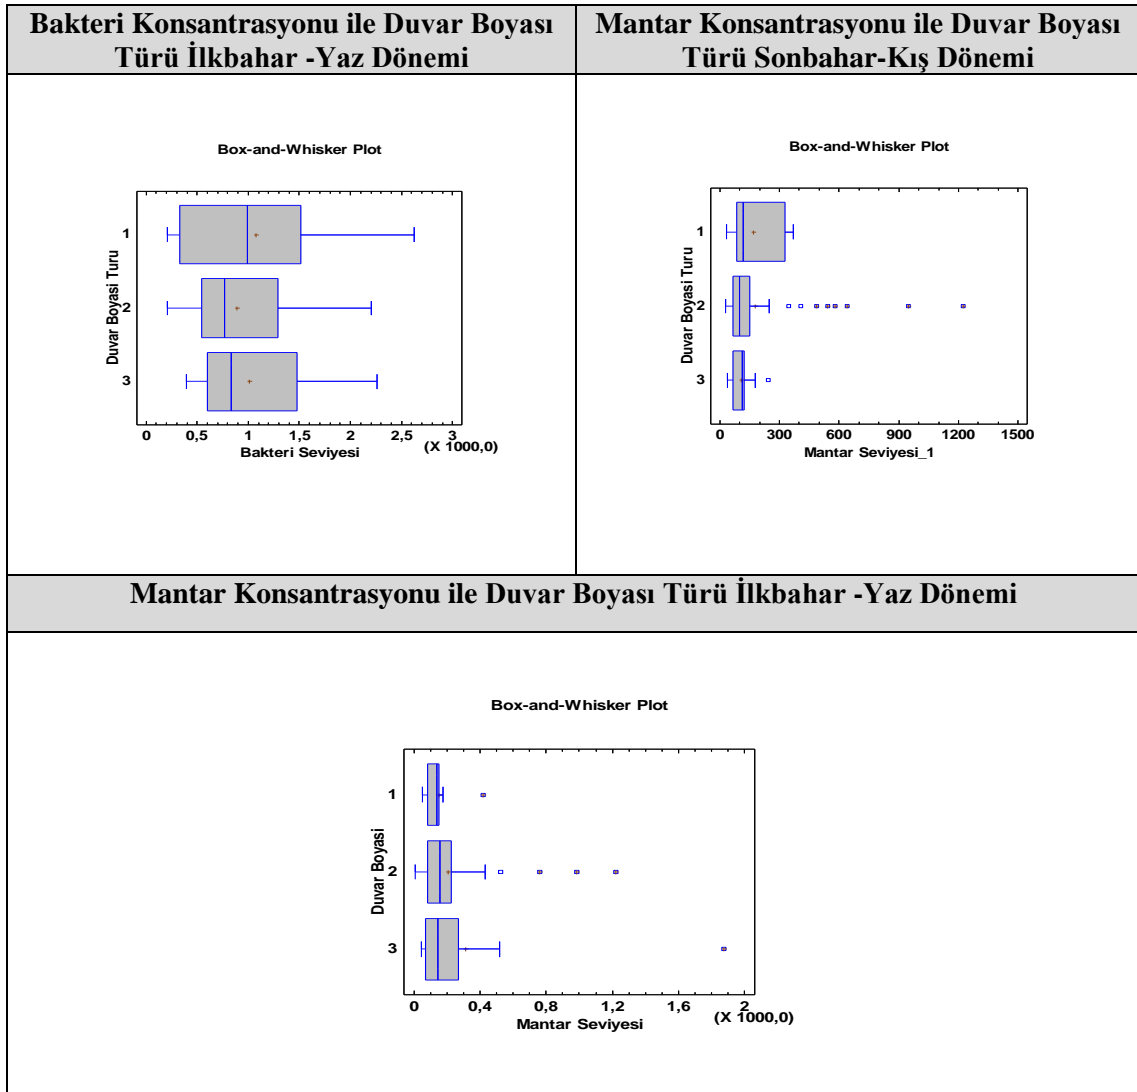 Bakteri Konsantrasyonu ile Duvar Boyası
Türü İlkbahar -Yaz Dönemi
Mantar Konsantrasyonu ile Duvar Boyası
Türü Sonbahar-Kış Dönemi
Box-and-Whisker Plot
Duvar Boyasi Turu
1
2
3
0 0,5 1 1,5 2 2,5 3
(X 1000,0)
Bakteri Seviyesi
Box-and-Whisker Plot
Duvar Boyasi Turu
1
2
3
0 300 600 900 1200 1500
Mantar Seviyesi_1
Mantar Konsantrasyonu ile Duvar Boyası Türü İlkbahar -Yaz Dönemi
Box-and-Whisker Plot
Duvar Boyasi
1
2
3
0 0,4 0,8 1,2 1,6 2
(X 1000,0)
Mantar Seviyesi